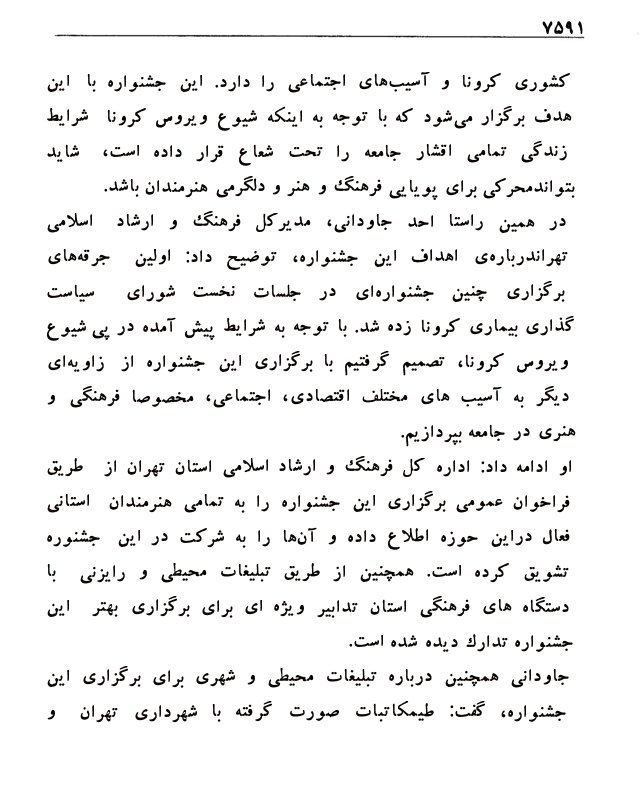 ۷۵۹۱
کشوری کرونا و آسیب‌های اجتماعی را دارد. این جشنواره با این
هدف برگزار می‌شود که با توجه به اینکه شیوع ویروس کرونا شرایط
زندگی تمامی اقشار جامعه را تحت شعاع قرار داده است، شاید
بتواندمحرکی برای پویایی فرهنگ و هنر و دلگرمی هنرمندان باشد.
در همین راستا احد جاودانی، مدیرکل فرهنگ و ارشاد اسلامی
تهراندرباره‌ی اهداف این جشنواره، توضیح داد: اولین جرقه‌های
برگزاری چنین جشنواره‌ای در جلسات نخست شورای سیاست
گذاری بیماری کرونا زده شد. با توجه به شرایط پیش آمده در پی شیوع
ویروس کرونا، تصمیم گرفتیم با برگزاری این جشنواره از زاویه‌ای
دیگر به آسیب های مختلف اقتصادی، اجتماعی، مخصوصا فرهنگی و
هنری در جامعه بپردازیم.
او ادامه داد: اداره کل فرهنگ و ارشاد اسلامی استان تهران از طریق
فراخوان عمومی برگزاری این جشنواره را به تمامی هنرمندان استانی
فعال دراین حوزه اطلاع داده و آن‌ها را به شرکت در این جشنوره
تشویق کرده است. همچنین از طریق تبلیغات محیطی و رایزنی با
دستگاه های فرهنگی استان تدابیر ویژه ای برای برگزاری بهتر این
جشنواره تدارک دیده شده است.
جاودانی همچنین درباره تبلیغات محیطی و شهری برای برگزاری این
جشنواره، گفت: طیمکاتبات صورت گرفته با شهرداری تهران و